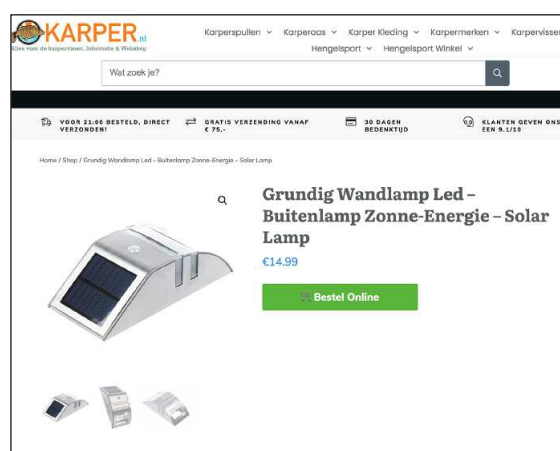 KARPER.nl
Alles voor de karpervisser, Informatie & Webshop
Karperspullen Karperaas Karper Kleding Karpermerken Karpervissen
Hengelsport Hengelsport Winkel
Wat zoek je?
VOOR 21:00 BESTELD, DIRECT
VERZONDEN!
GRATIS VERZENDING VANAF
€ 75,-
30 DAGEN
BEDENKTIJD
KLANTEN GEVEN ONS
EEN 9.1/10
Home / Shop / Grundig Wandlamp Led – Buitenlamp Zonne-Energie – Solar Lamp
Grundig Wandlamp Led –
Buitenlamp Zonne-Energie – Solar
Lamp
€14.99
Bestel Online